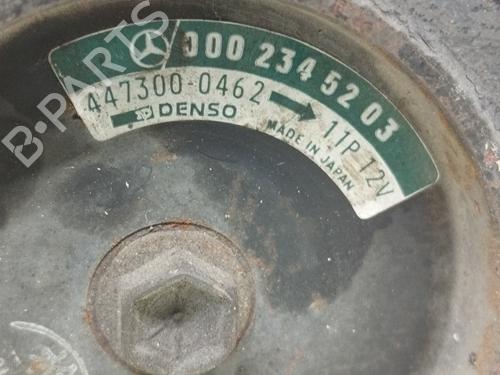 000 234 52 03
447300-0462 → 11P 12V
DENSO
MADE IN JAPAN
B-PARTS